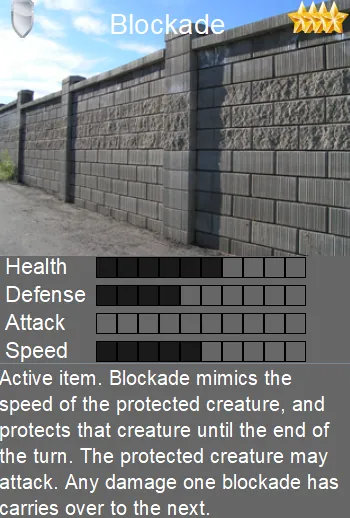 Blockade
Health
Defense
Attack
Speed
Active item. Blockade mimics the
speed of the protected creature, and
protects that creature until the end of
the turn. The protected creature may
attack. Any damage one blockade has
carries over to the next.